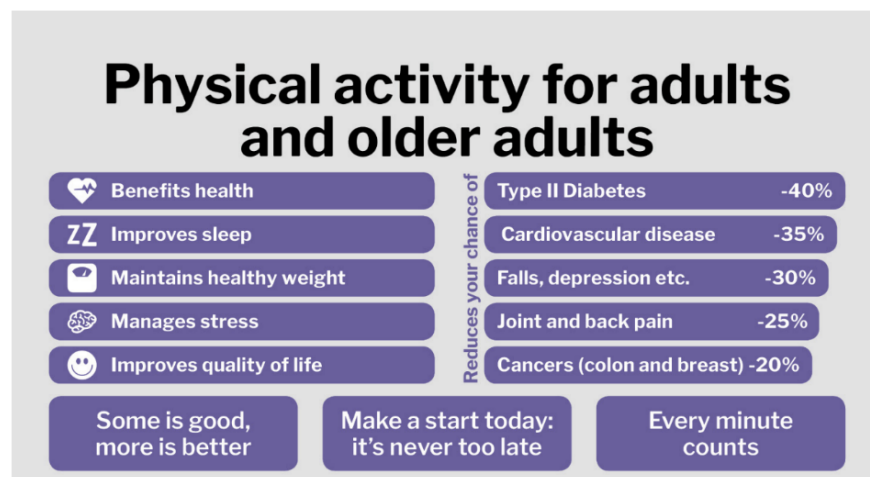 Physical activity for adults
and older adults
Benefits health
ZZ Improves sleep
Maintains healthy weight
Manages stress
Improves quality of life
Reduces your chance of
Type II Diabetes -40%
Cardiovascular disease -35%
Falls, depression etc. -30%
Joint and back pain -25%
Cancers (colon and breast) -20%
Some is good,
more is better
Make a start today:
it’s never too late
Every minute
counts